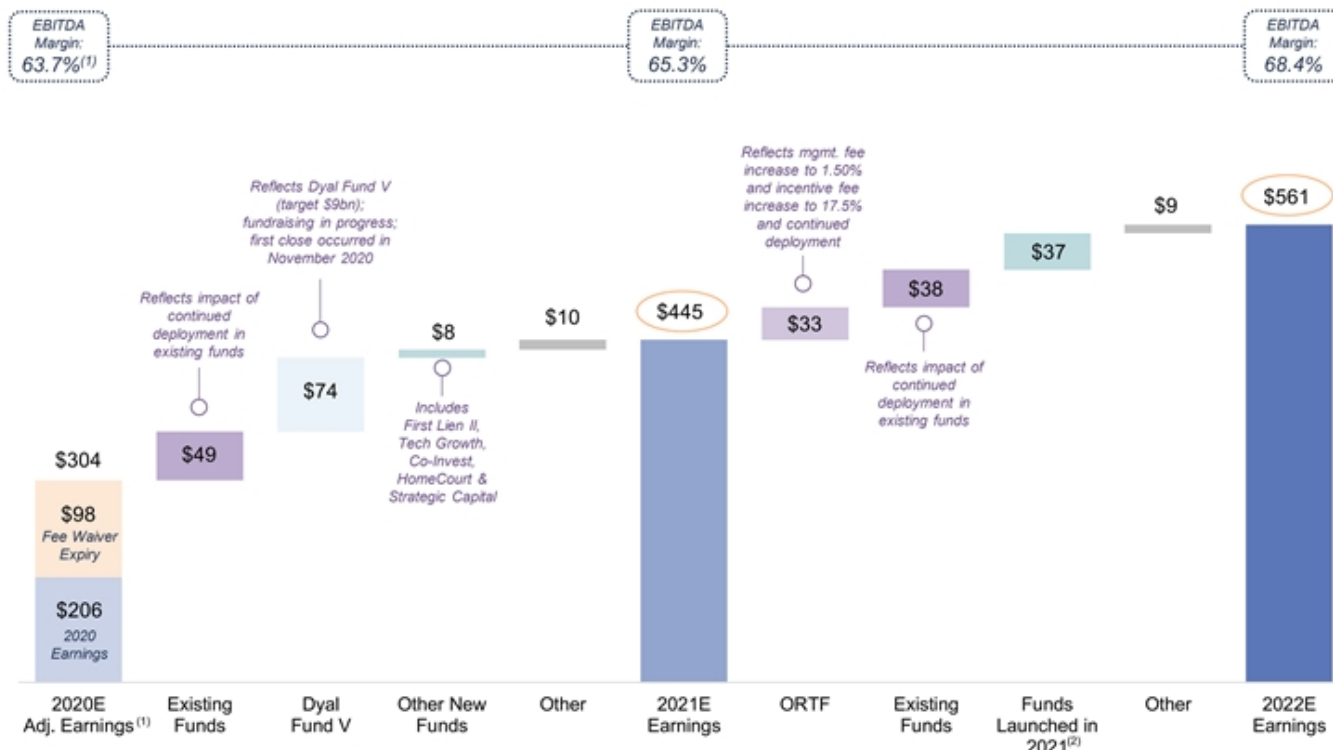 EBITDA
Margin:
63.7%(1)
EBITDA
Margin:
65.3%
EBITDA
Margin:
68.4%
Reflects mgmt. fee
increase to 1.50%
and incentive fee
increase to 17.5%
and continued
deployment
Reflects Dyal Fund V
(target $9bn);
fundraising in progress;
first close occurred in
November 2020
Reflects impact of
continued
deployment in
existing funds
$304
$98
Fee Waiver
Expiry
$206
2020
Earnings
$49
$74
$8
Includes
First Lien II,
Tech Growth,
Co-Invest,
HomeCourt &
Strategic Capital
$10
$445
$33
$38
Reflects impact of
continued
deployment in
existing funds
$37
$9
$561
2020E
Adj. Earnings(1)
Existing
Funds
Dyal
Fund V
Other New
Funds
Other
2021E
Earnings
ORTF
Existing
Funds
Funds
Launched in
2021(2)
Other
2022E
Earnings